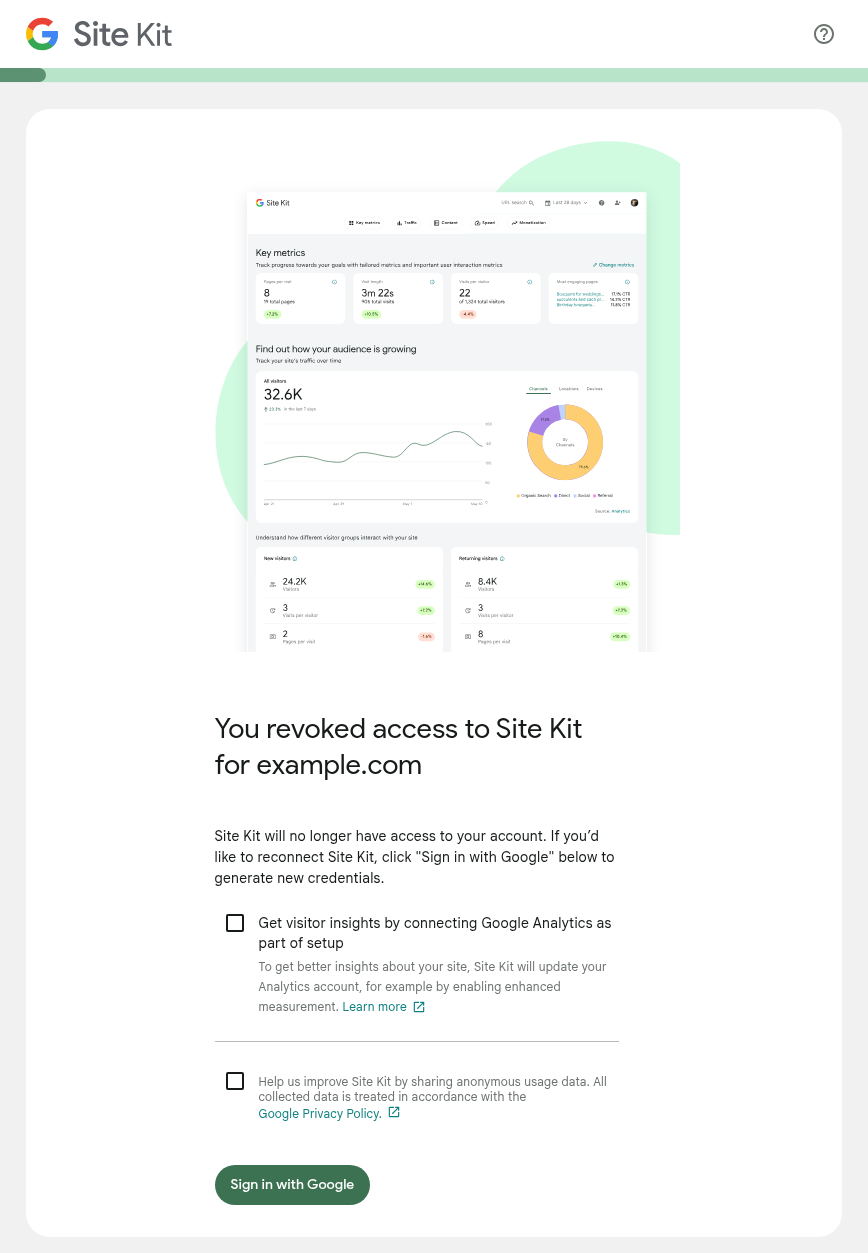 Site Kit
Site Kit
URL Search
Last 28 days
Key metrics
Traffic
Content
Speed
Monetization
Key metrics
Track progress towards your goals with tailored metrics and important user interaction metrics
Change metrics
Pages per visit
8
19 total pages
+7.2%
Visit length
3m 22s
906 total visits
+10.5%
Visits per visitor
22
of 1,324 total visitors
-4.4%
Most engaging pages
17.1% CTR
Find out how your audience is growing
Track your site's traffic over time
All visitors
32.6K
23.3% in the last 7 days
Channels
Locations
Devices
By
Channels
Organic Search
Direct
Social
Referral
Source: Analytics
Understand how different visitor groups interact with your site
New visitors
24.2K
Visitors
+14.6%
3
Visits per visitor
+2.2%
2
Pages per visit
-1.6%
Returning visitors
8.4K
Visitors
+1.3%
3
Visits per visitor
8
Pages per visit
+10.4%
You revoked access to Site Kit
for example.com
Site Kit will no longer have access to your account. If you’d
like to reconnect Site Kit, click "Sign in with Google" below to
generate new credentials.
Get visitor insights by connecting Google Analytics as
part of setup
To get better insights about your site, Site Kit will update your
Analytics account, for example by enabling enhanced
measurement. Learn more
Help us improve Site Kit by sharing anonymous usage data. All
collected data is treated in accordance with the
Google Privacy Policy.
Sign in with Google